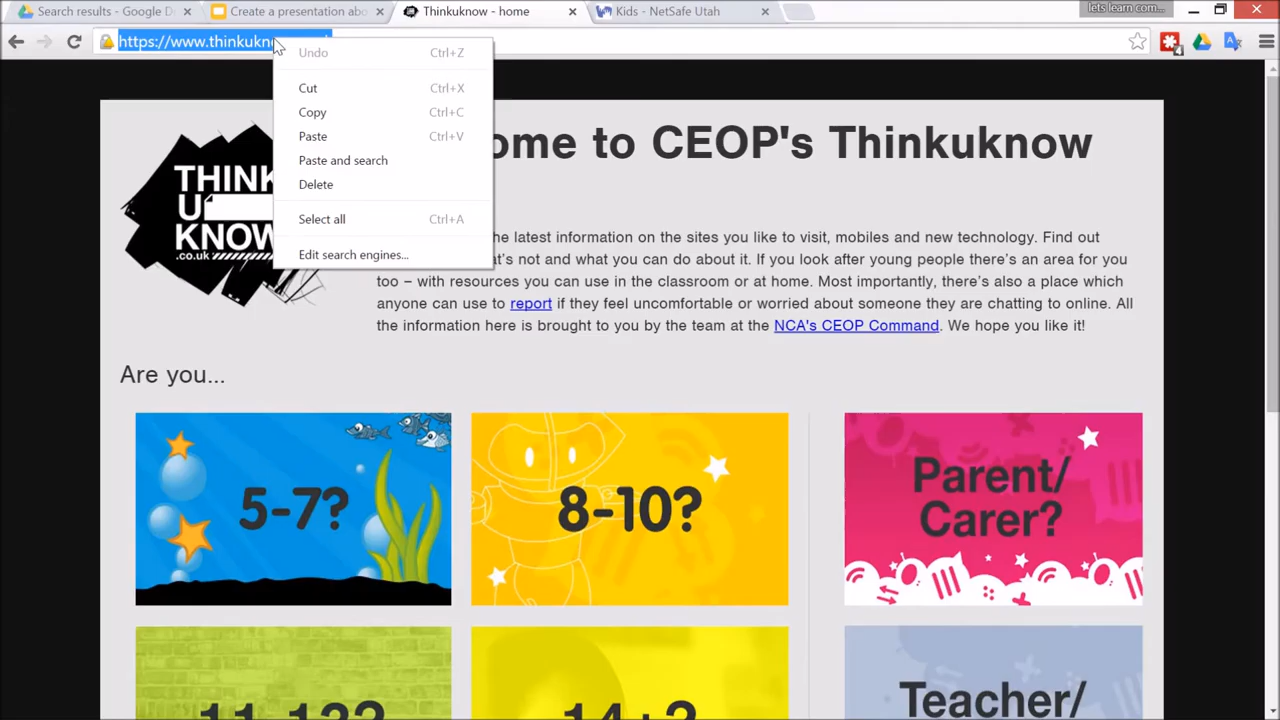 Search results - Google D
Create a presentation abo
Thinkuknow - home
Kids - NetSafe Utah
lets learn com...
https://www.thinkukno
Undo Ctrl+Z
Cut Ctrl+X
Copy Ctrl+C
Paste Ctrl+V
Paste and search
Delete
Select all Ctrl+A
Edit search engines...
THINK
U
KNOW
.co.uk
ome to CEOP's Thinkuknow
the latest information on the sites you like to visit, mobiles and new technology. Find out
at's not and what you can do about it. If you look after young people there's an area for you
too – with resources you can use in the classroom or at home. Most importantly, there's also a place which
anyone can use to report if they feel uncomfortable or worried about someone they are chatting to online. All
the information here is brought to you by the team at the NCA's CEOP Command. We hope you like it!
Are you...
5-7?
8-10?
Parent/
Carer?
11-13?
14+?
Teacher/